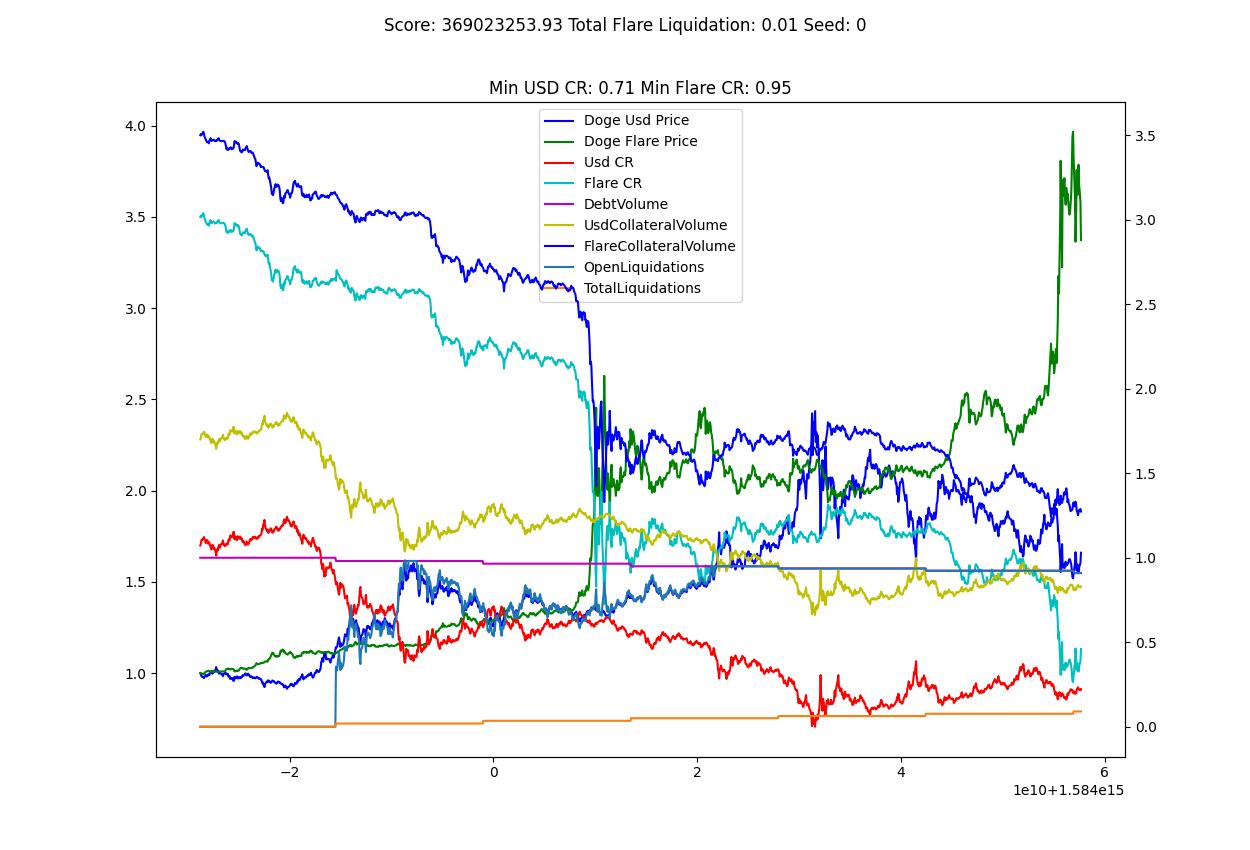 Score: 369023253.93 Total Flare Liquidation: 0.01 Seed: 0
Min USD CR: 0.71 Min Flare CR: 0.95
Doge Usd Price
Doge Flare Price
Usd CR
Flare CR
DebtVolume
UsdCollateralVolume
FlareCollateralVolume
OpenLiquidations
TotalLiquidations
4.0
3.5
3.0
2.5
2.0
1.5
1.0
3.5
3.0
2.5
2.0
1.5
1.0
0.5
0.0
−2 0 2 4 6
1e10+1.584e15